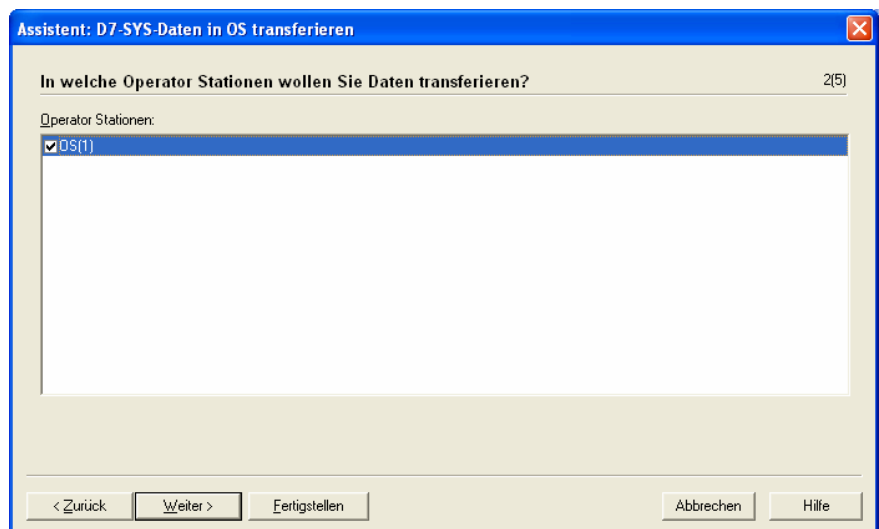 Assistent: D7-SYS-Daten in OS transferieren
In welche Operator Stationen wollen Sie Daten transferieren? 2(5)
Operator Stationen:
OS(1)
< Zurück Weiter > Fertigstellen Abbrechen Hilfe